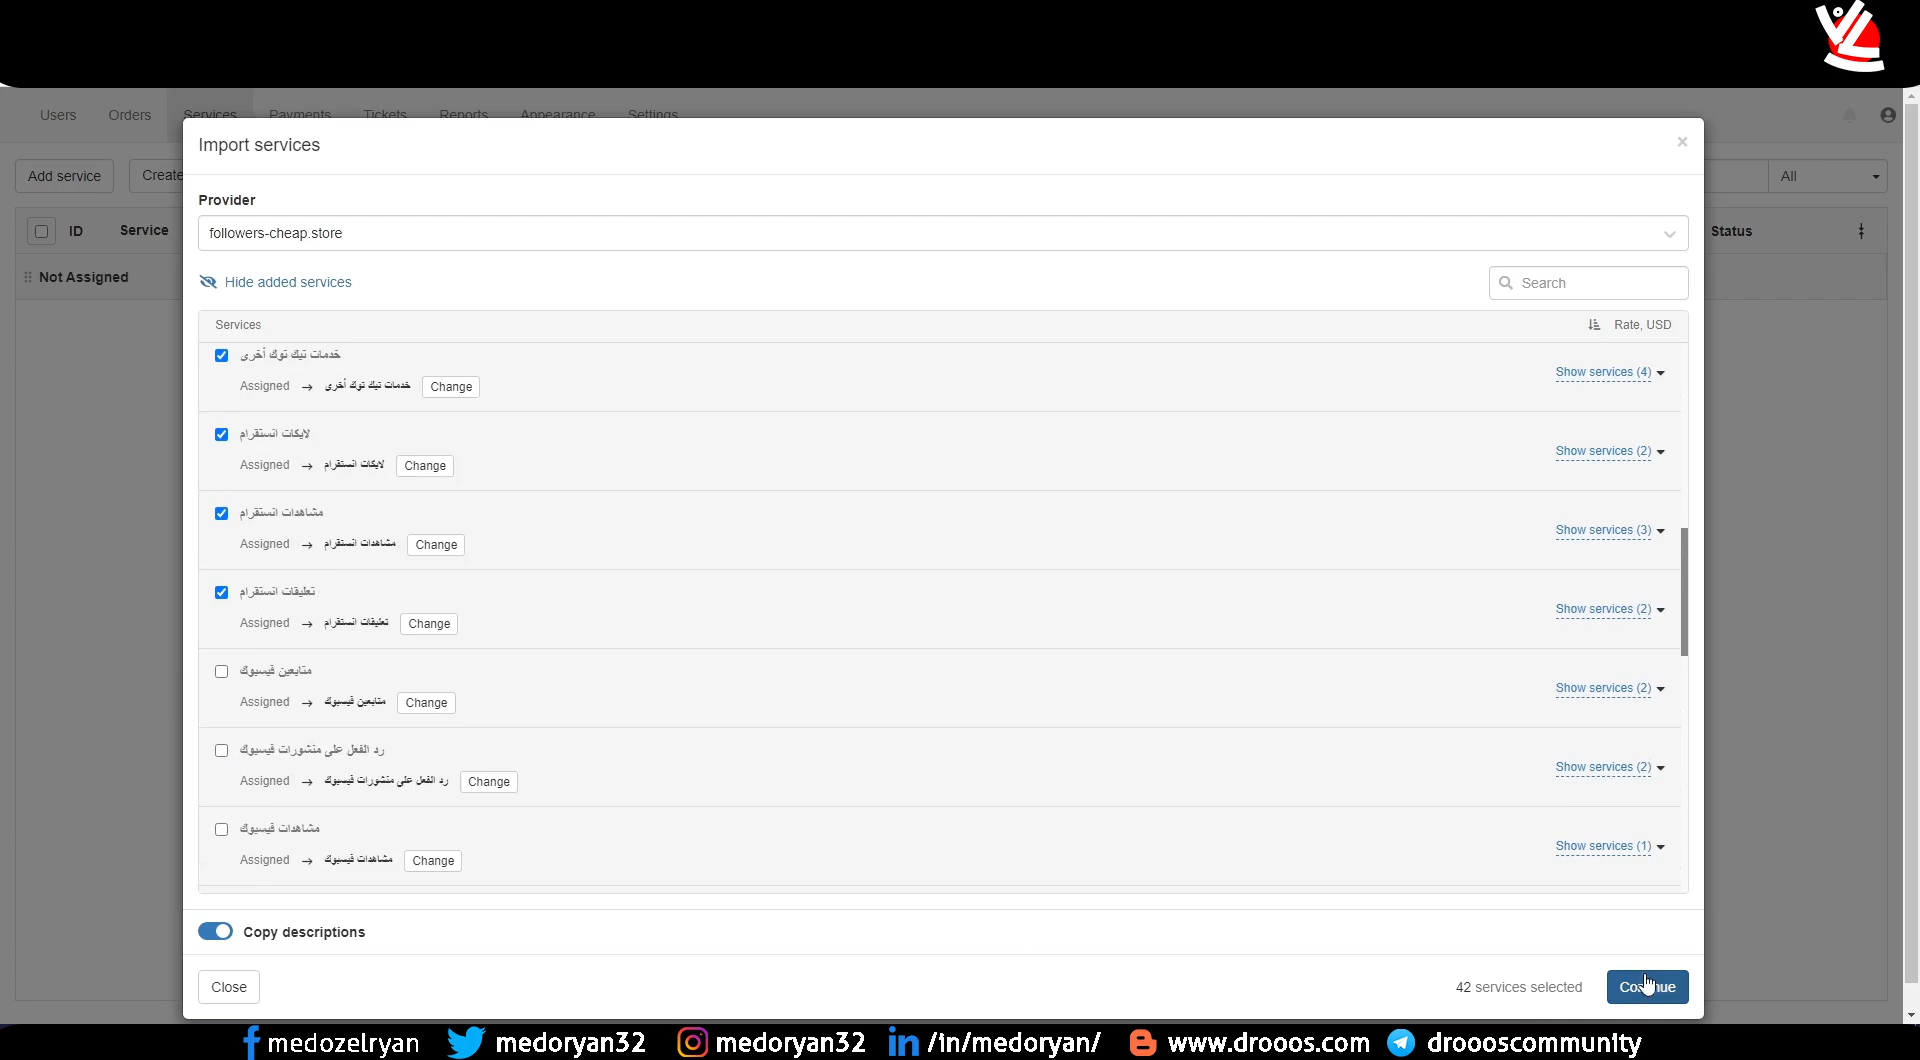 Users Orders Services Payments Tickets Reports Appearance Settings
Import services ×
Add service Create All
Provider
ID Service followers-cheap.store Status
Not Assigned Hide added services Search
Services Rate, USD
خدمات تيك توك أخرى
Assigned → خدمات تيك توك أخرى Change Show services (4)
لايكات انستقرام
Assigned → لايكات انستقرام Change Show services (2)
مشاهدات انستقرام
Assigned → مشاهدات انستقرام Change Show services (3)
تعليقات انستقرام
Assigned → تعليقات انستقرام Change Show services (2)
متابعين فيسبوك
Assigned → متابعين فيسبوك Change Show services (2)
رد الفعل على منشورات فيسبوك
Assigned → رد الفعل على منشورات فيسبوك Change Show services (2)
مشاهدات فيسبوك
Assigned → مشاهدات فيسبوك Change Show services (1)
Copy descriptions
Close 42 services selected Continue
medozelryan medoryan32 medoryan32 /in/medoryan/ www.drooos.com droooscommunity